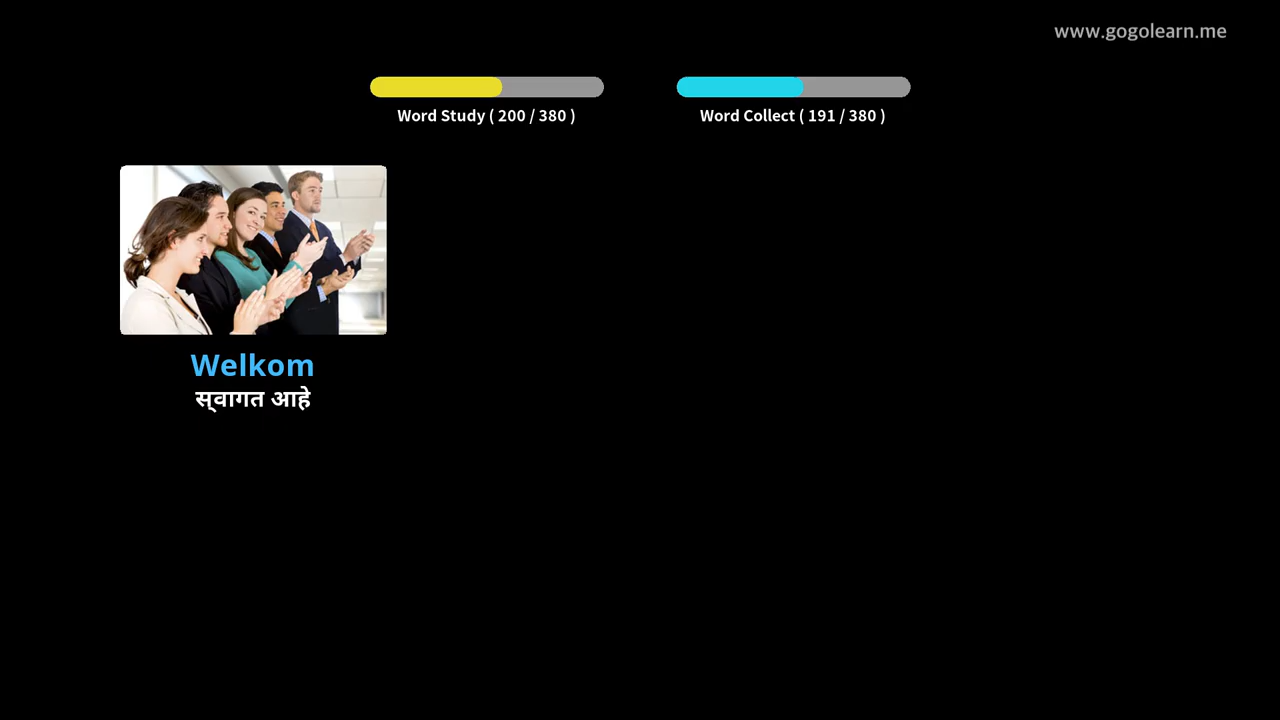 www.gogolearn.me
Word Study ( 200 / 380 )
Word Collect ( 191 / 380 )
Welkom
स्वागत आहे